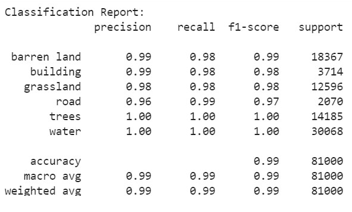 Classification Report:
precision recall f1-score support
barren land 0.99 0.98 0.99 18367
building 0.99 0.98 0.98 3714
grassland 0.98 0.98 0.98 12596
road 0.96 0.99 0.97 2070
trees 1.00 1.00 1.00 14185
water 1.00 1.00 1.00 30068
accuracy 0.99 81000
macro avg 0.99 0.99 0.99 81000
weighted avg 0.99 0.99 0.99 81000